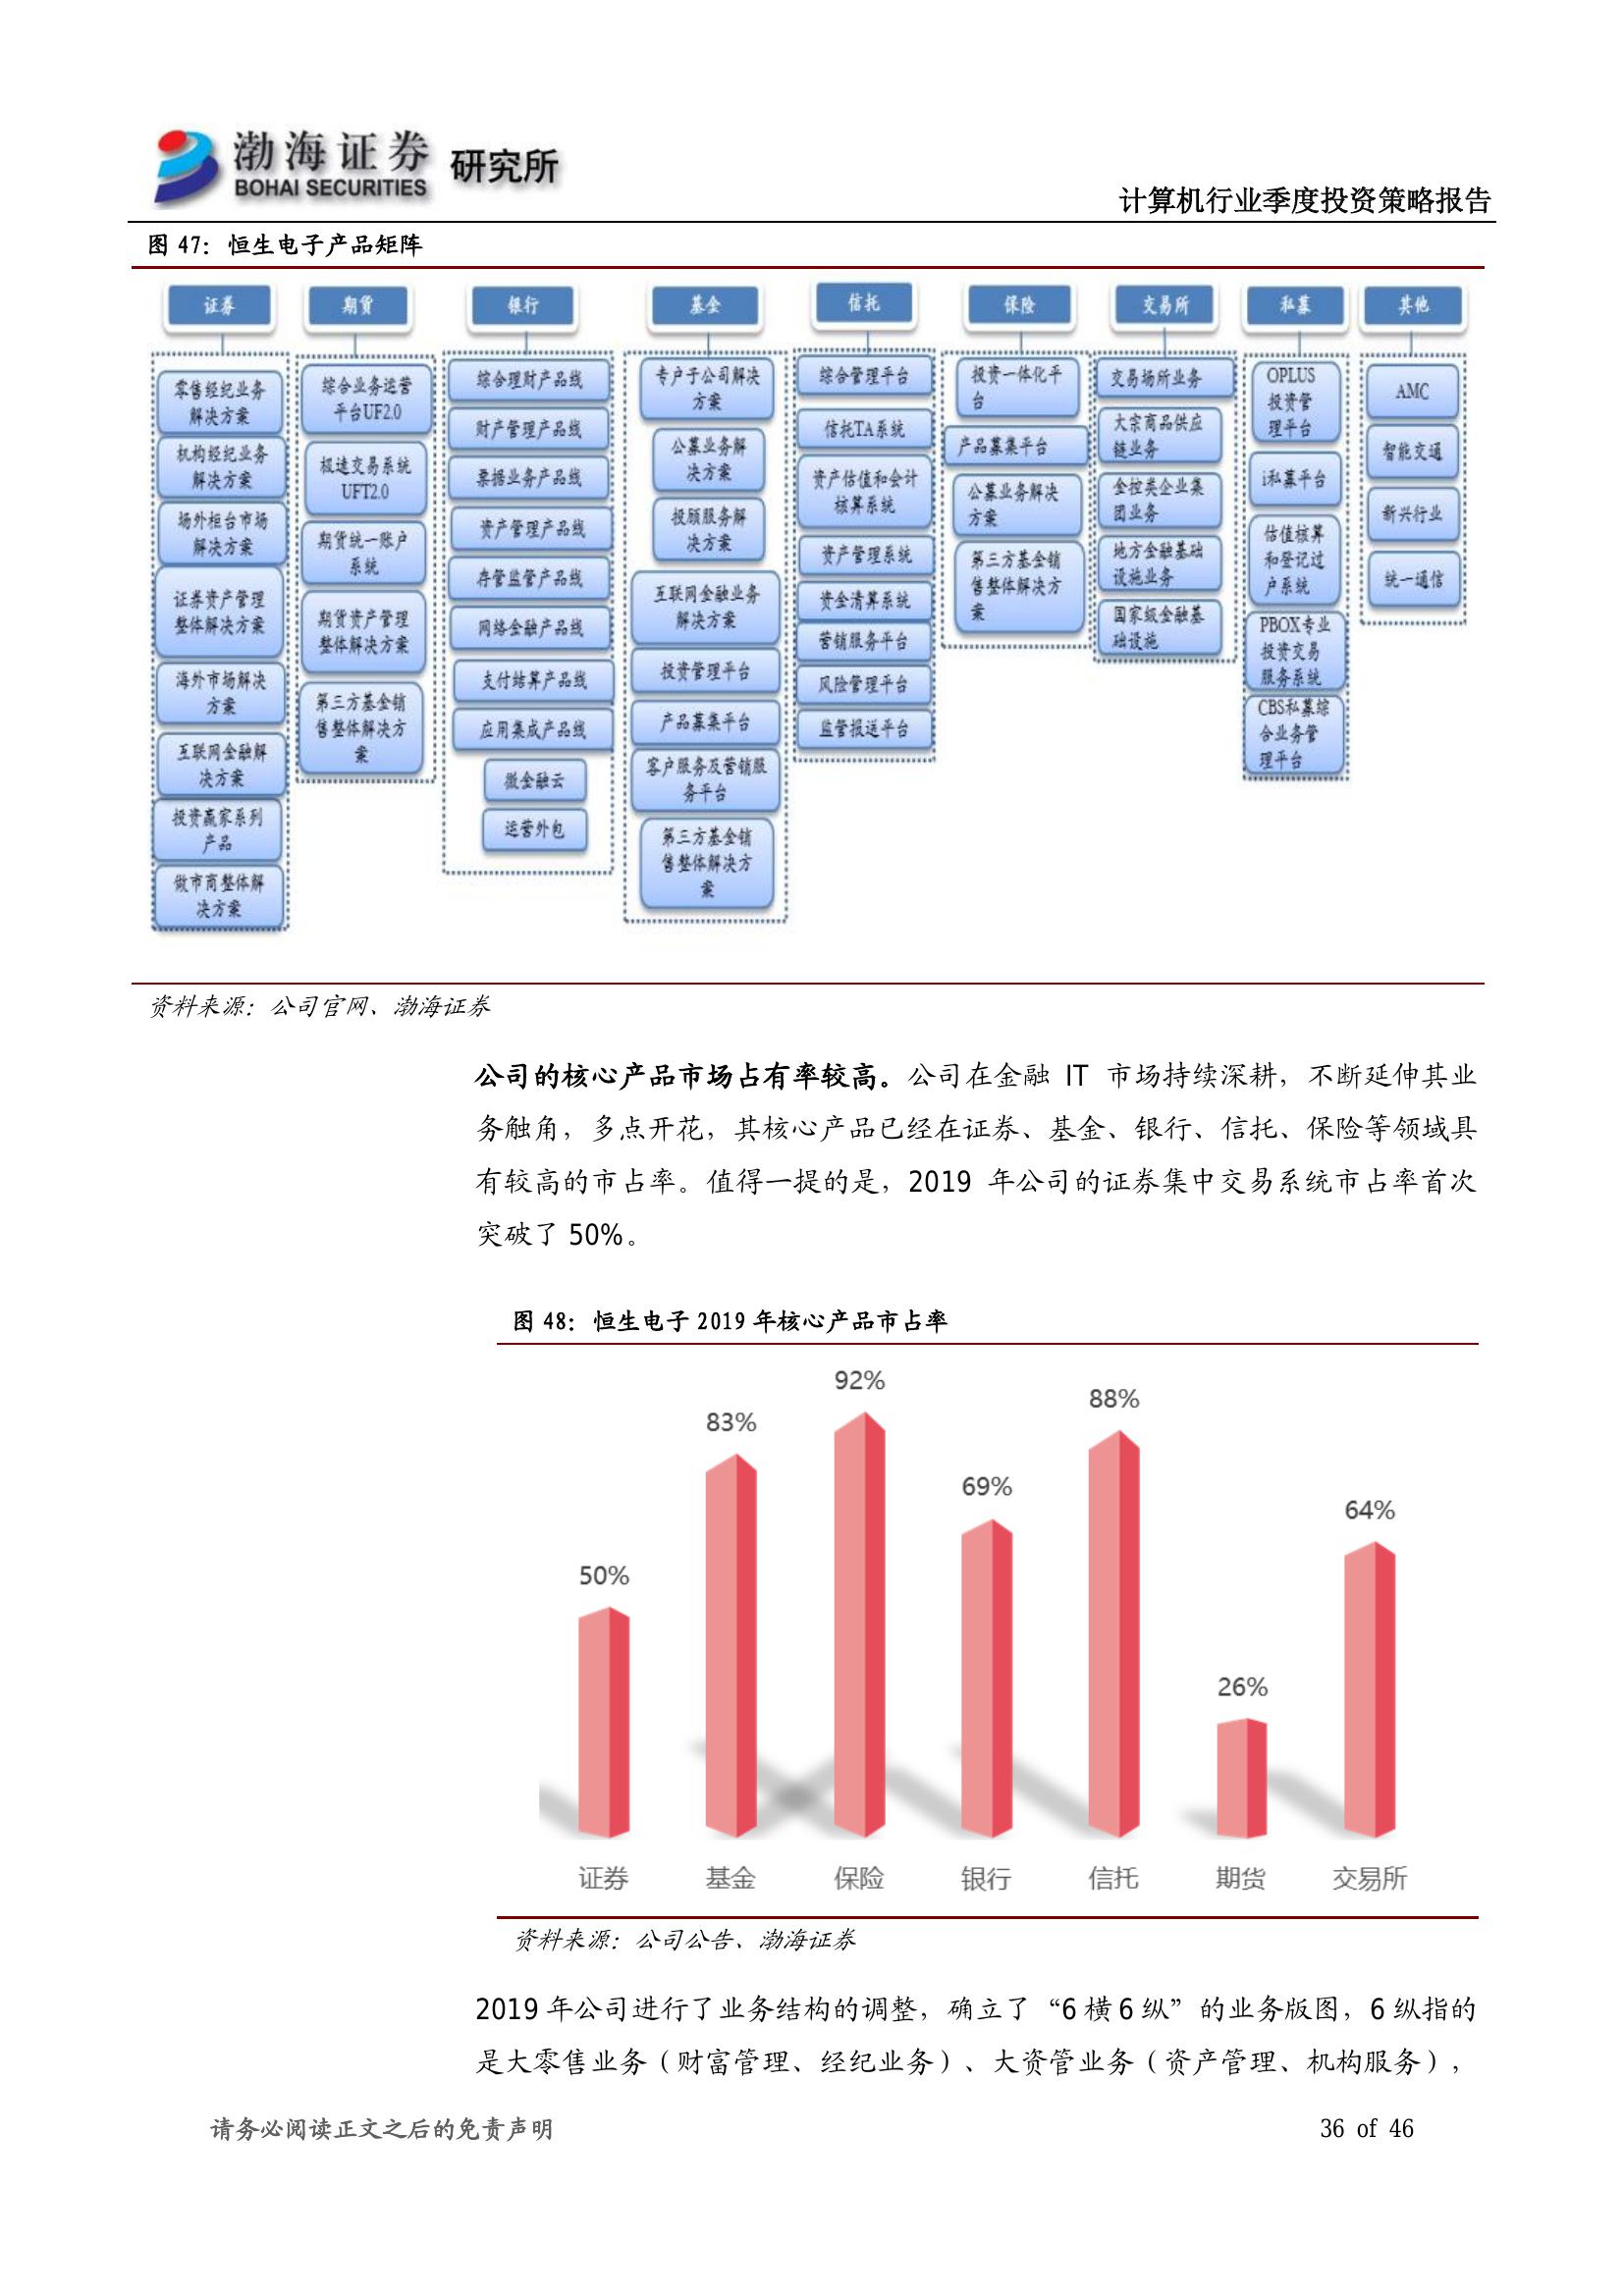 渤海证券 研究所
BOHAI SECURITIES
计算机行业季度投资策略报告
图 47：恒生电子产品矩阵
证券
零售经纪业务
解决方案
机构经纪业务
解决方案
场外柜台市场
解决方案
证券资产管理
整体解决方案
海外市场解决
方案
互联网金融解
决方案
投资赢家系列
产品
做市商整体解
决方案
期货
综合业务运营
平台UF2.0
极速交易系统
UFT2.0
期货统一账户
系统
期货资产管理
整体解决方案
第三方基金销
售整体解决方
案
银行
综合理财产品线
财产管理产品线
票据业务产品线
资产管理产品线
存管监管产品线
网络金融产品线
支付结算产品线
应用集成产品线
微金融云
运营外包
基金
专户子公司解决
方案
公募业务解
决方案
投顾服务解
决方案
互联网金融业务
解决方案
投资管理平台
产品募集平台
客户服务及营销服
务平台
第三方基金销
售整体解决方
案
信托
综合管理平台
信托TA系统
资产估值和会计
核算系统
资产管理系统
资金清算系统
营销服务平台
风险管理平台
监管报送平台
保险
投资一体化平
台
产品募集平台
公募业务解决
方案
第三方基金销
售整体解决方
案
交易所
交易场所业务
大宗商品供应
链业务
金控类企业集
团业务
地方金融基础
设施业务
国家级金融基
础设施
私募
OPLUS
投资管
理平台
i私募平台
估值核算
和登记过
户系统
PBOX专业
投资交易
服务系统
CBS私募综
合业务管
理平台
其他
AMC
智能交通
新兴行业
统一通信
资料来源：公司官网、渤海证券
公司的核心产品市场占有率较高。公司在金融 IT 市场持续深耕，不断延伸其业
务触角，多点开花，其核心产品已经在证券、基金、银行、信托、保险等领域具
有较高的市占率。值得一提的是，2019 年公司的证券集中交易系统市占率首次
突破了 50%。
图 48：恒生电子 2019 年核心产品市占率
50%
83%
92%
69%
88%
26%
64%
证券 基金 保险 银行 信托 期货 交易所
资料来源：公司公告、渤海证券
2019 年公司进行了业务结构的调整，确立了“6 横 6 纵”的业务版图，6 纵指的
是大零售业务（财富管理、经纪业务）、大资管业务（资产管理、机构服务），
请务必阅读正文之后的免责声明
36 of 46